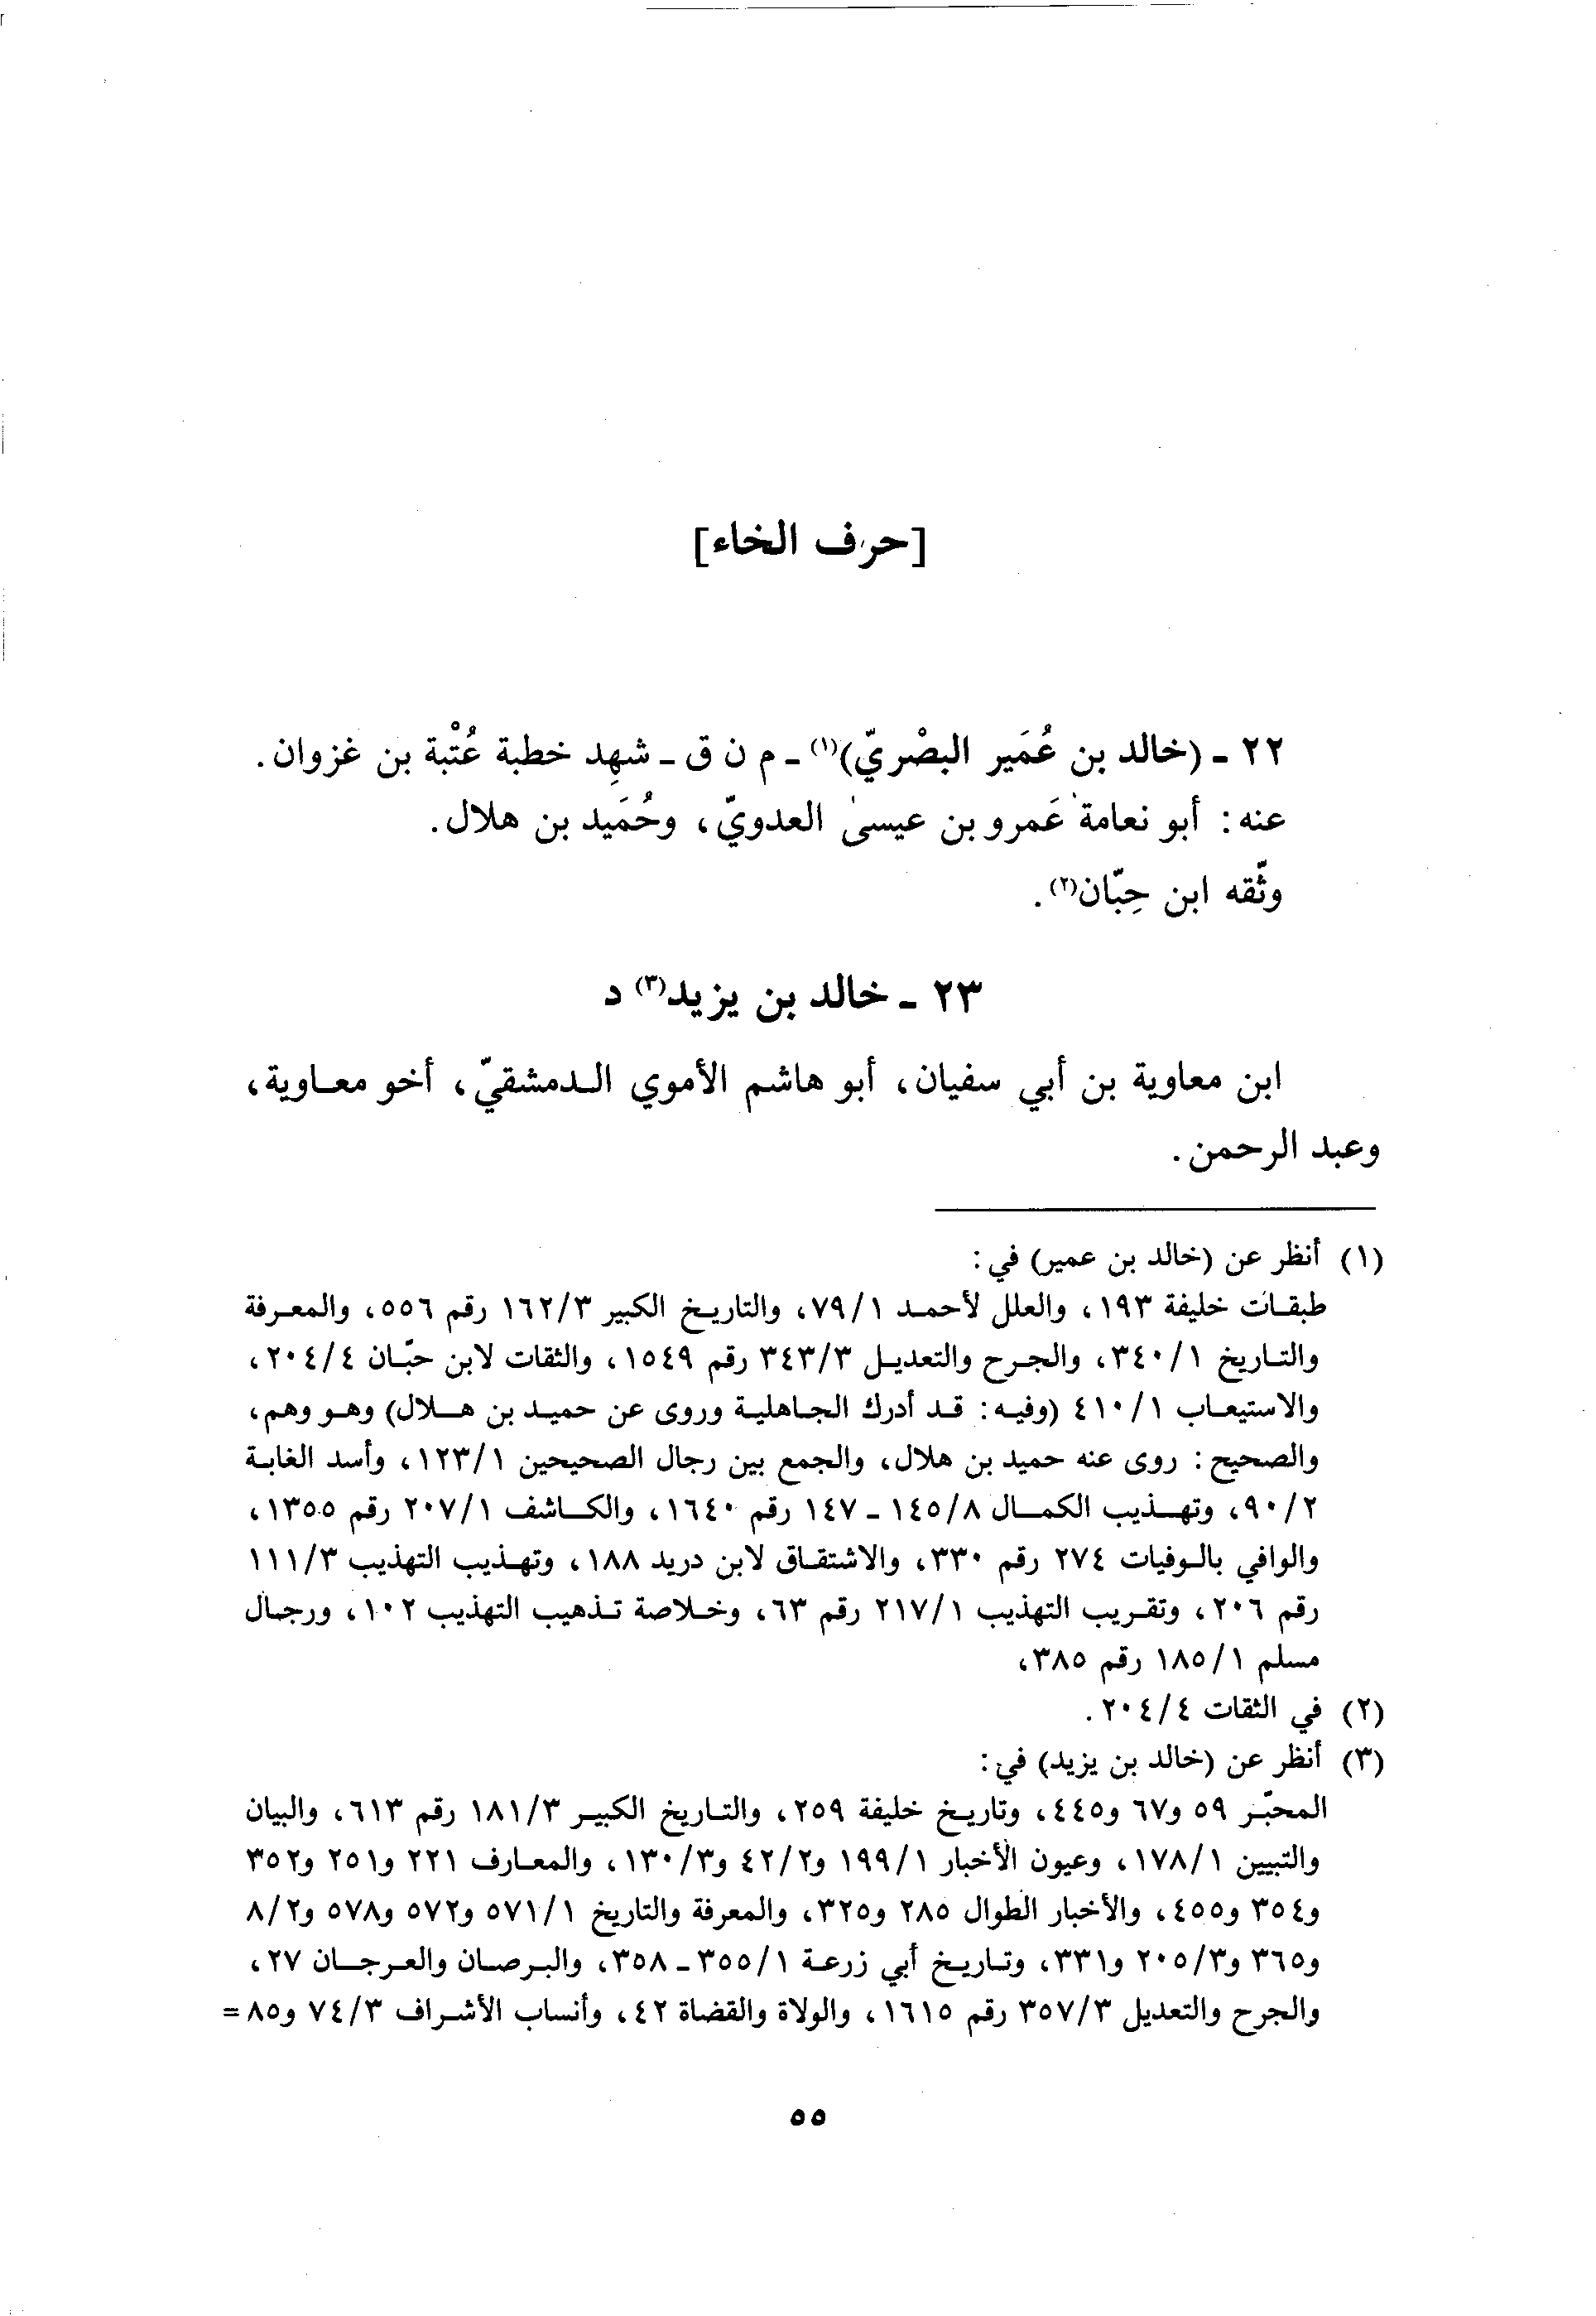 [حرف الخاء]
٢٢ - (خالد بن عُمَير البصْريّ)(١) - م ن ق - شهِد خطبة عُتْبة بن غزوان.
عنه: أبو نعامة عَمرو بن عيسىٰ العدويّ، وحُمَيد بن هلال.
وثّقه ابن حِبّان(٢).
٢٣ - خالد بن يزيد(٣) د
ابن معاوية بن أبي سفيان، أبو هاشم الأموي الدمشقيّ، أخو معاوية،
وعبد الرحمن.
(١) أنظر عن (خالد بن عمير) في:
طبقات خليفة ١٩٣، والعلل لأحمد ٧٩/١، والتاريخ الكبير ١٦٢/٣ رقم ٥٥٦، والمعرفة
والتاريخ ٣٤٠/١، والجرح والتعديل ٣٤٣/٣ رقم ١٥٤٩، والثقات لابن حبّان ٢٠٤/٤،
والاستيعاب ٤١٠/١ (وفيه: قد أدرك الجاهلية وروى عن حميد بن هلال) وهو وهم،
والصحيح: روى عنه حميد بن هلال، والجمع بين رجال الصحيحين ١٢٣/١، وأسد الغابة
٩٠/٢، وتهذيب الكمال ١٤٥/٨ - ١٤٧ رقم ١٦٤٠، والكاشف ٢٠٧/١ رقم ١٣٥٥،
والوافي بالوفيات ٢٧٤ رقم ٣٣٠، والاشتقاق لابن دريد ١٨٨، وتهذيب التهذيب ١١١/٣
رقم ٢٠٦، وتقريب التهذيب ٢١٧/١ رقم ٦٣، وخلاصة تذهيب التهذيب ١٠٢، ورجال
مسلم ١٨٥/١ رقم ٣٨٥،
(٢) في الثقات ٢٠٤/٤.
(٣) أنظر عن (خالد بن يزيد) في:
المحبّر ٥٩ و٦٧ و٤٤٥، وتاريخ خليفة ٢٥٩، والتاريخ الكبير ١٨١/٣ رقم ٦١٣، والبيان
والتبيين ١٧٨/١، وعيون الأخبار ١٩٩/١ و٤٢/٢ و١٣٠/٣، والمعارف ٢٢١ و٢٥١ و٣٥٢
و٣٥٤ و٤٥٥، والأخبار الطوال ٢٨٥ و٣٢٥، والمعرفة والتاريخ ٥٧١/١ و٥٧٢ و٥٧٨ و٨/٢
و٣٦٥ و٢٠٥/٣ و٣٣١، وتاريخ أبي زرعة ٣٥٥/١ - ٣٥٨، والبرصان والعرجان ٢٧،
والجرح والتعديل ٣٥٧/٣ رقم ١٦١٥، والولاة والقضاة ٤٢، وأنساب الأشراف ٧٤/٣ و٨٥ =
٥٥